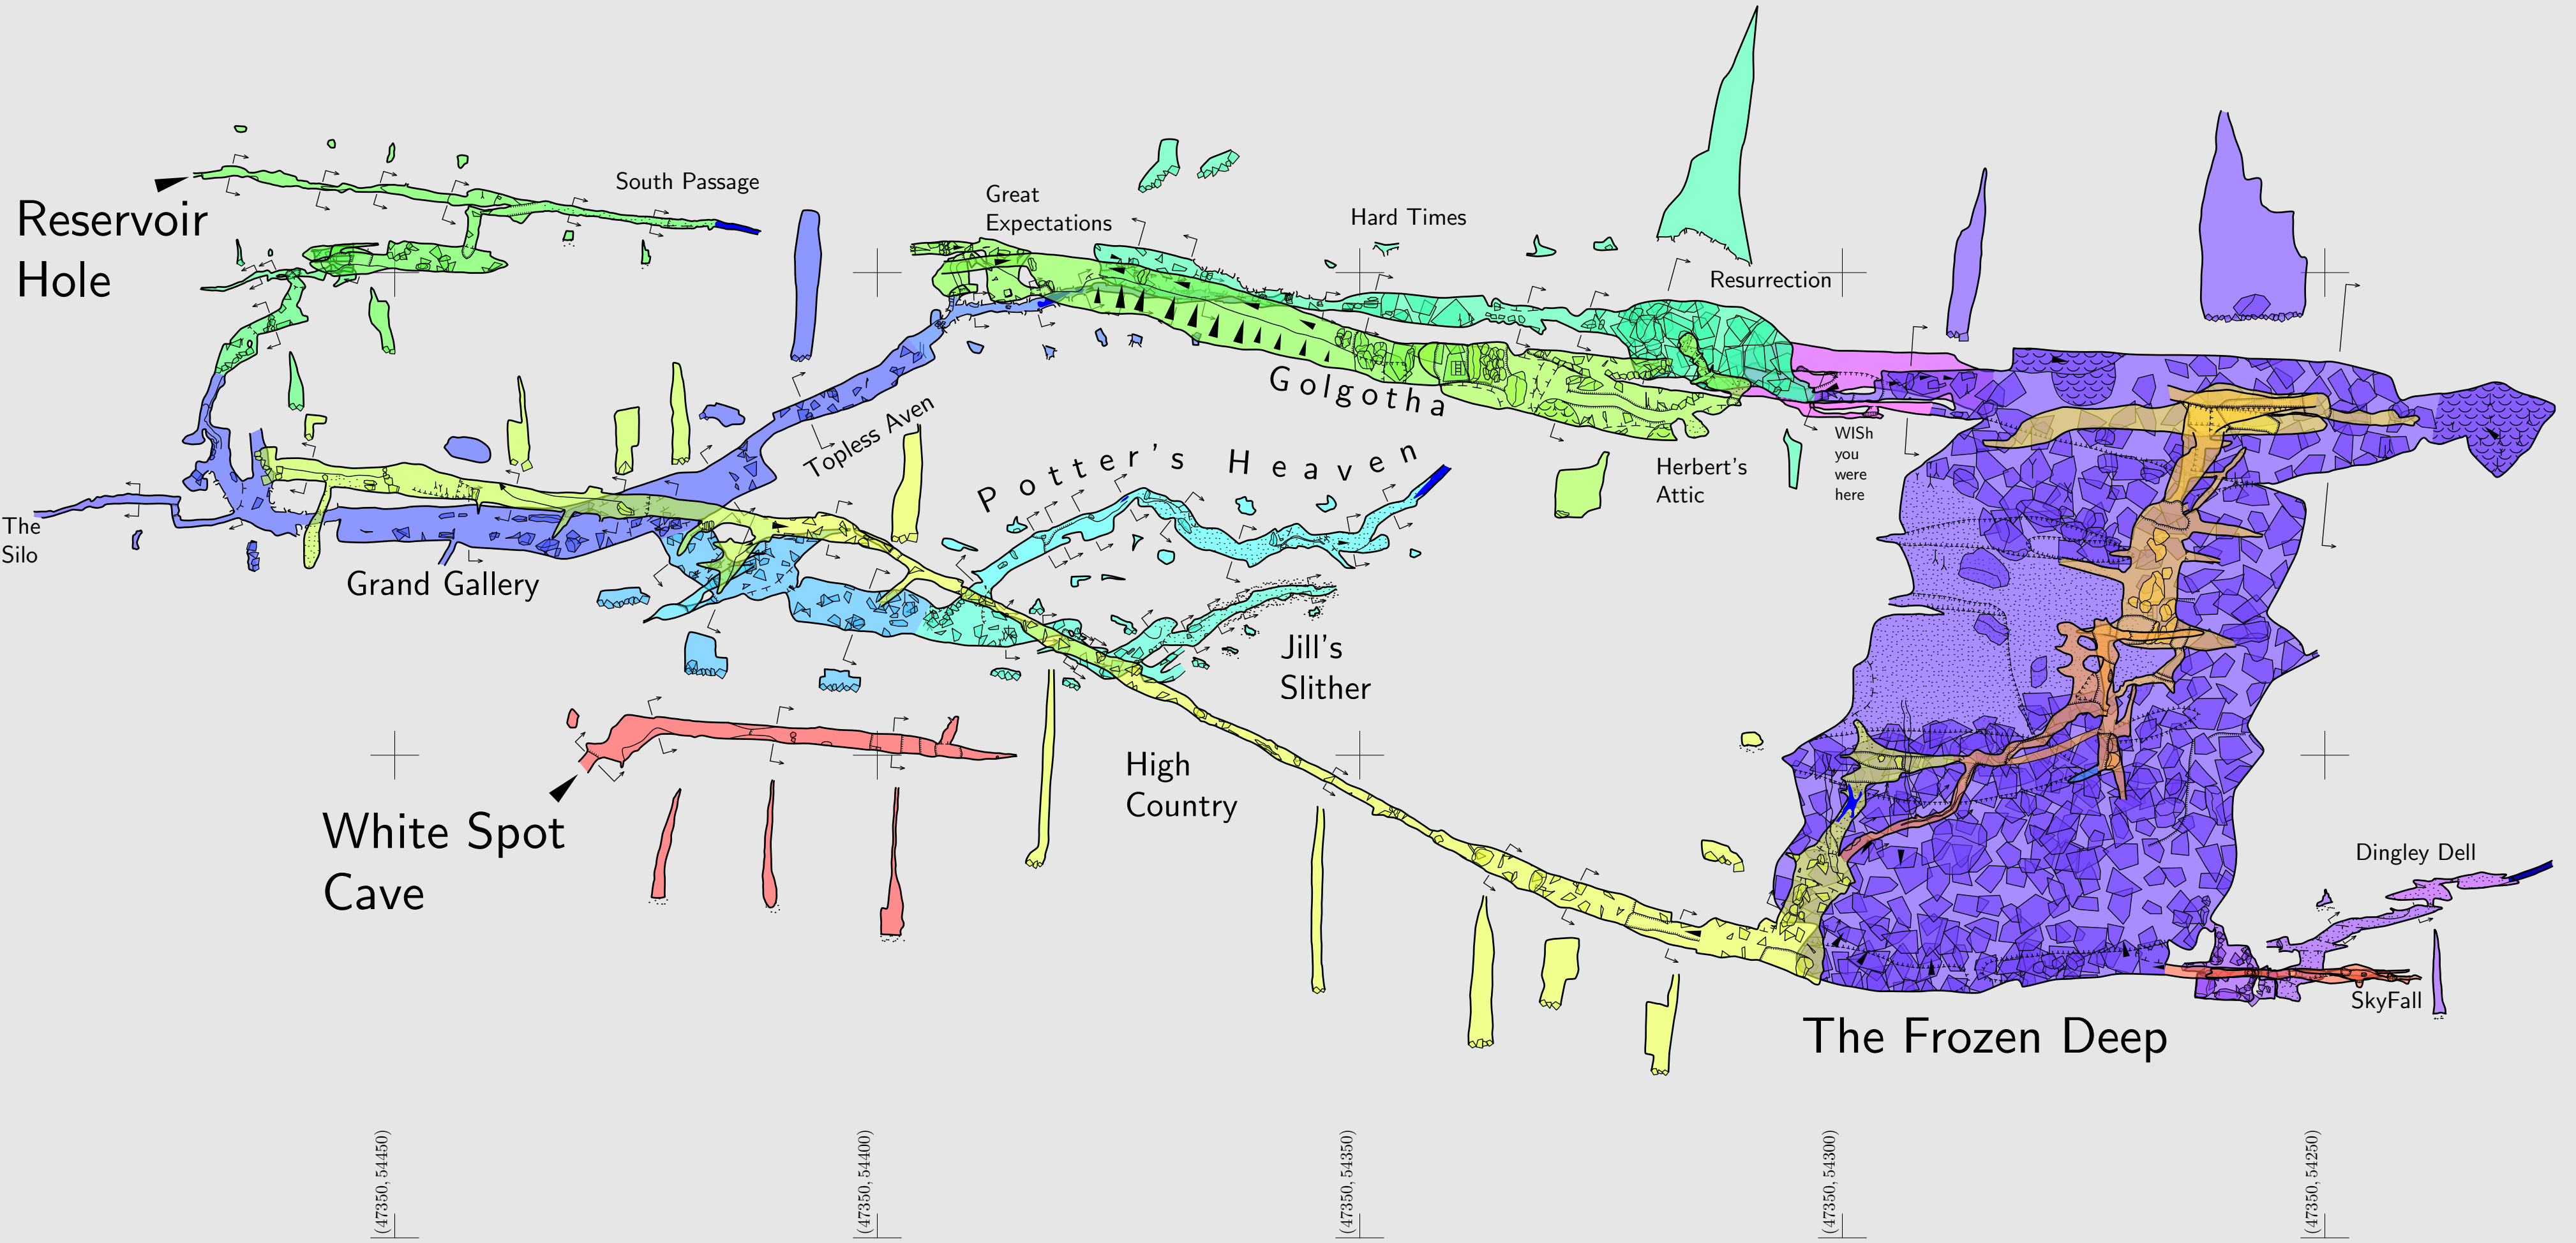 South Passage
Reservoir
Hole
Great
Expectations
Hard Times
Resurrection
Topless Aven
Golgotha
Potter's Heaven
Herbert's
Attic
WISh
you
were
here
The
Silo
Grand Gallery
Jill's
Slither
High
Country
White Spot
Cave
Dingley Dell
SkyFall
The Frozen Deep
(47350, 54450)
(47350, 54400)
(47350, 54350)
(47350, 54300)
(47350, 54250)